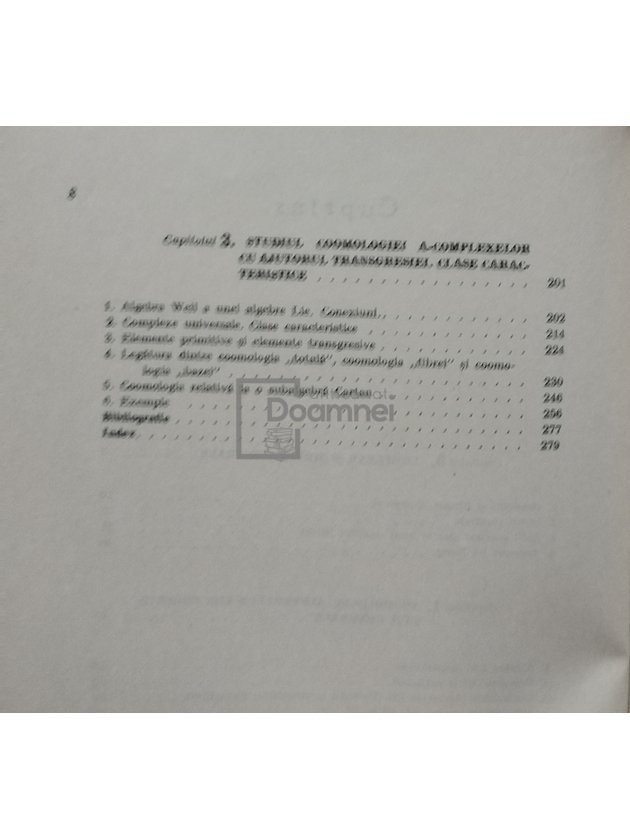 Capitolul 3. STUDIUL COOMOLOGIEI A-COMPLEXELOR
CU AJUTORUL TRANSGRESIEI. CLASE CARAC-
TERISTICE . . . . . . . . . . . . . . . 201
1. Algebra Weil a unei algebre Lie. Conexiuni. . . . . . . . . . 202
2. Complexe universale. Clase caracteristice . . . . . . . . . . 214
3. Elemente primitive și elemente transgresive . . . . . . . . . . 224
4. Legătura dintre coomologia „totală”, coomologia „fibrei” și coomo-
logia „bazei” . . . . . . . . . . 230
5. Coomologie relativă la o subalgebră Cartan . . . . . . . . . . 246
6. Exemple . . . . . . . . . . 256
Bibliografie . . . . . . . . . . 277
Index . . . . . . . . . . 279
Doamnei